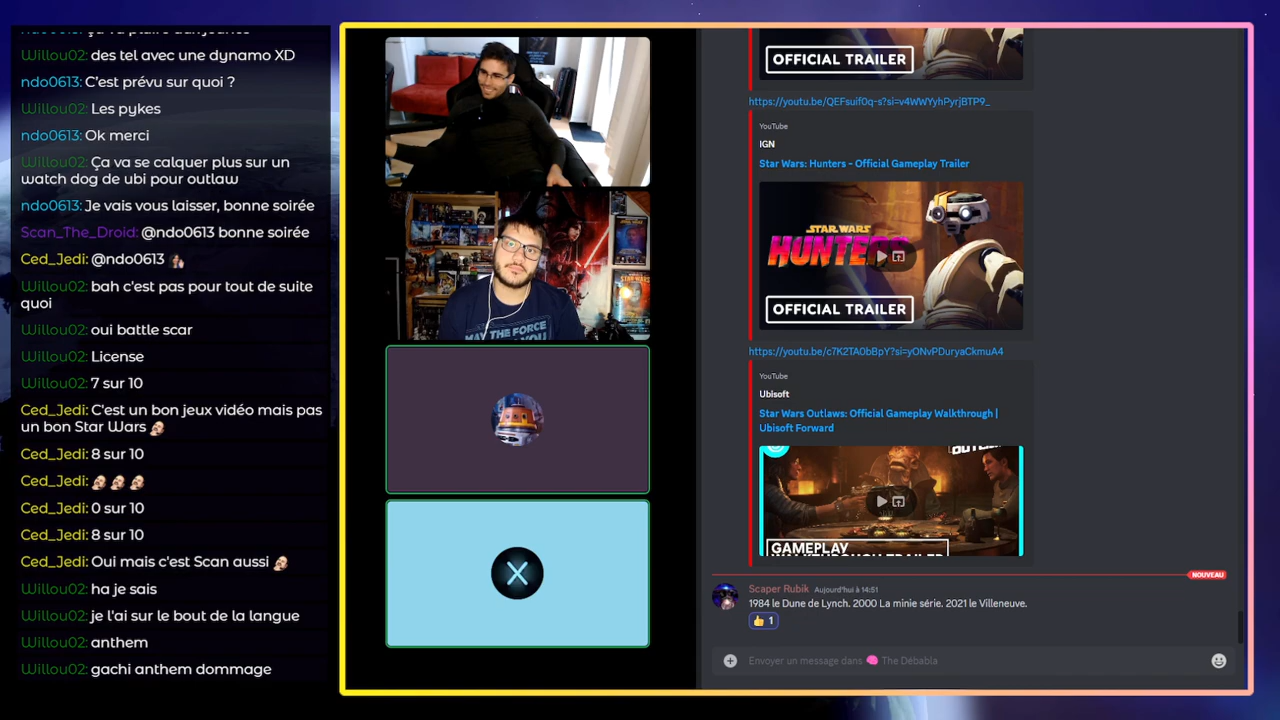 Willou02: des tel avec une dynamo XD
ndo0613: C'est prévu sur quoi ?
Willou02: Les pykes
ndo0613: Ok merci
Willou02: Ça va se calquer plus sur un
watch dog de ubi pour outlaw
ndo0613: Je vais vous laisser, bonne soirée
Scan_The_Droid: @ndo0613 bonne soirée
Ced_Jedi: @ndo0613
Willou02: bah c'est pas pour tout de suite
quoi
Willou02: oui battle scar
Willou02: License
Willou02: 7 sur 10
Ced_Jedi: C'est un bon jeux vidéo mais pas
un bon Star Wars
Ced_Jedi: 8 sur 10
Ced_Jedi:
Ced_Jedi: 0 sur 10
Ced_Jedi: 8 sur 10
Ced_Jedi: Oui mais c'est Scan aussi
Willou02: ha je sais
Willou02: je l'ai sur le bout de la langue
Willou02: anthem
Willou02: gachi anthem dommage
MAY THE FORCE
X
OFFICIAL TRAILER
https://youtu.be/QEFsuif0q-s?si=v4WWYyhPyrjBTP9_
YouTube
IGN
Star Wars: Hunters - Official Gameplay Trailer
STAR WARS
HUNTERS
OFFICIAL TRAILER
https://youtu.be/c7K2TA0bBpY?si=yONvPDuryaCkmuA4
YouTube
Ubisoft
Star Wars Outlaws: Official Gameplay Walkthrough |
Ubisoft Forward
GAMEPLAY
WALKTHROUGH TRAILER
NOUVEAU
Scaper Rubik Aujourd'hui à 14:51
1984 le Dune de Lynch. 2000 La minie série. 2021 le Villeneuve.
1
Envoyer un message dans 🧠 The Débabla